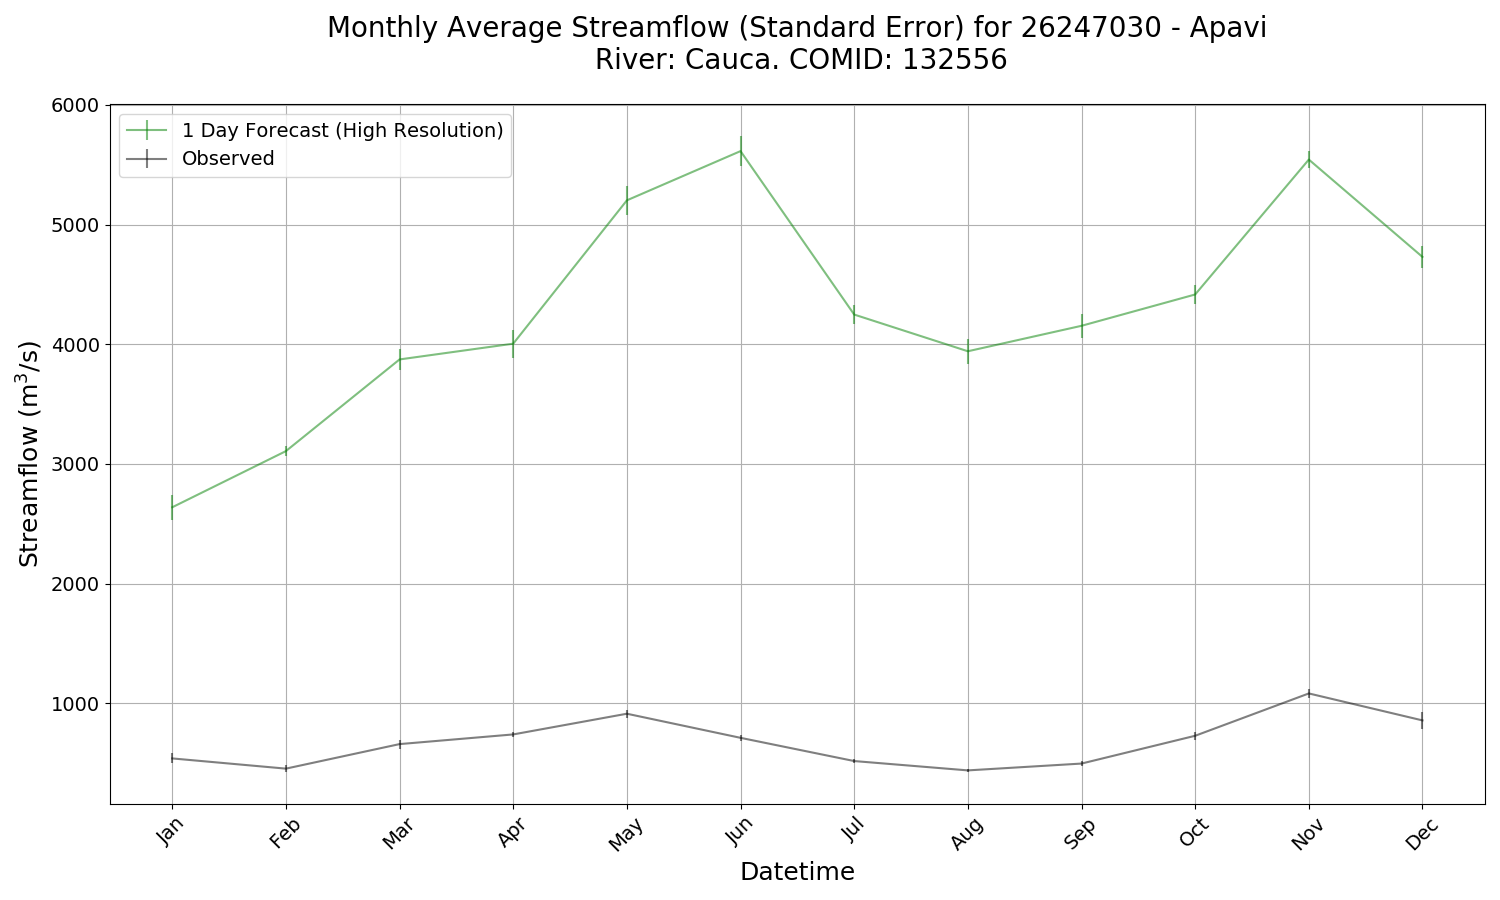 Monthly Average Streamflow (Standard Error) for 26247030 - Apavi
River: Cauca. COMID: 132556
1 Day Forecast (High Resolution)
Observed
6000
5000
4000
3000
2000
1000
Streamflow (m³/s)
Jan
Feb
Mar
Apr
May
Jun
Jul
Aug
Sep
Oct
Nov
Dec
Datetime